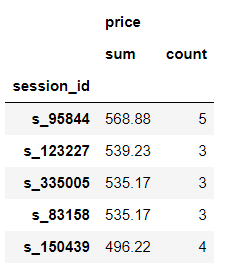 price
sum count
session_id
s_95844 568.88 5
s_123227 539.23 3
s_335005 535.17 3
s_83158 535.17 3
s_150439 496.22 4